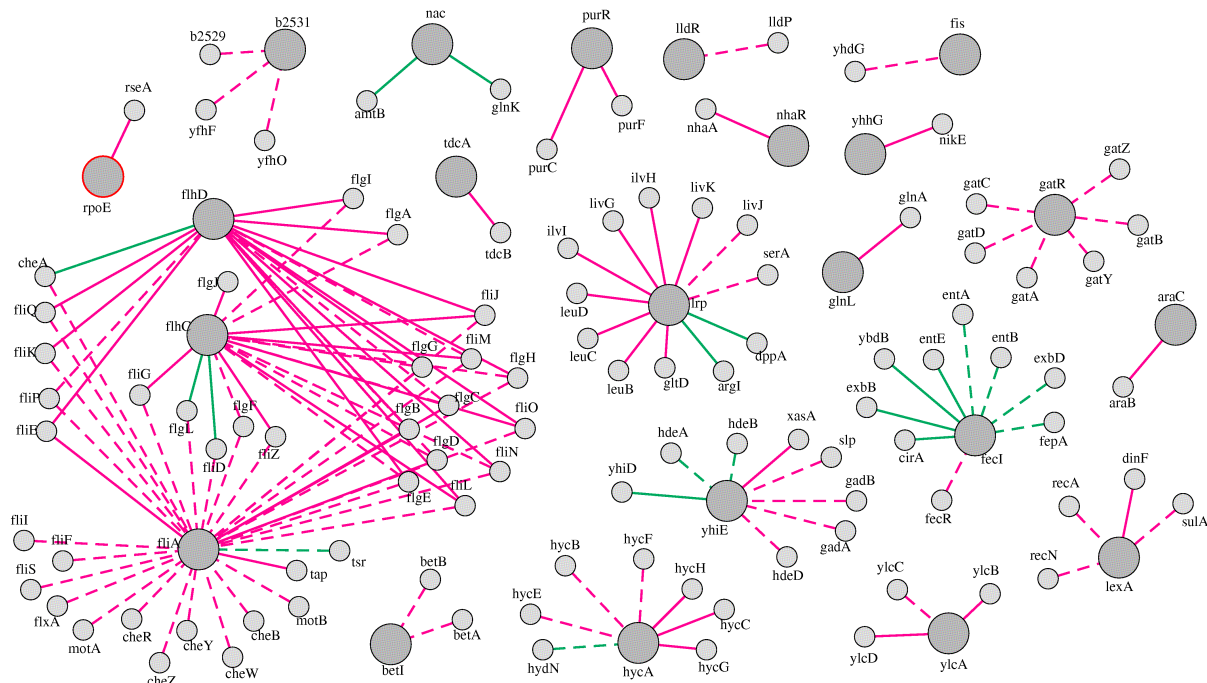 b2531
nac
purR
lldR
lldP
fis
b2529
yhdG
rseA
yfhF
amtB
glnK
purF
nhaA
nhaR
yhhG
nikE
yfhO
tdcA
purC
gatZ
rpoE
flhD
flgI
ilvH
livK
glnA
gatC
gatR
flgA
livG
livJ
ilvI
tdcB
gatD
gatB
cheA
serA
flgJ
gatA
gatY
fliJ
leuD
lrp
glnL
entA
araC
fliQ
flhC
fliM
flgG
flgH
ybdB
entE
entB
fliK
leuC
dppA
exbD
fliG
leuB
gltD
argI
exbB
araB
fliP
flgF
flgB
flgC
fliO
xasA
flgL
fliE
fliD
fliZ
flgD
hdeA
hdeB
slp
cirA
fecI
fepA
fliN
yhiD
dinF
flgE
fliL
gadB
recA
fecR
sulA
fliI
fliA
yhiE
gadA
fliF
tsr
hycB
hycF
recN
hdeD
fliS
tap
betB
hycH
ylcC
ylcB
lexA
flxA
motB
hycE
cheR
cheY
cheB
betA
hycC
motA
hydN
ylcD
cheZ
cheW
betI
hycA
hycG
ylcA